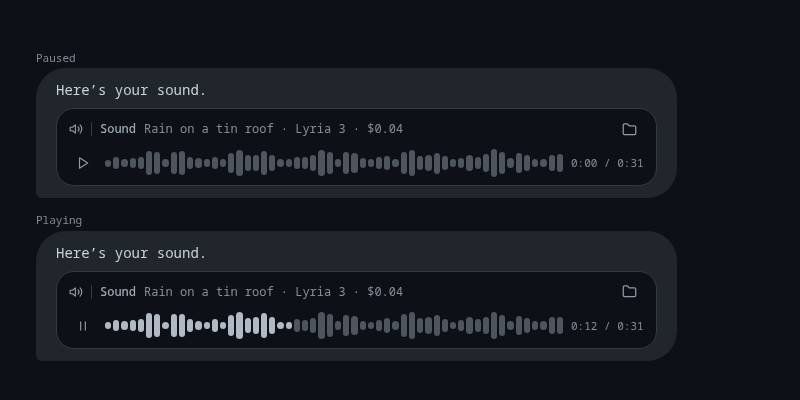 Paused
Here’s your sound.
Sound Rain on a tin roof · Lyria 3 · $0.04
0:00 / 0:31
Playing
Here’s your sound.
Sound Rain on a tin roof · Lyria 3 · $0.04
0:12 / 0:31